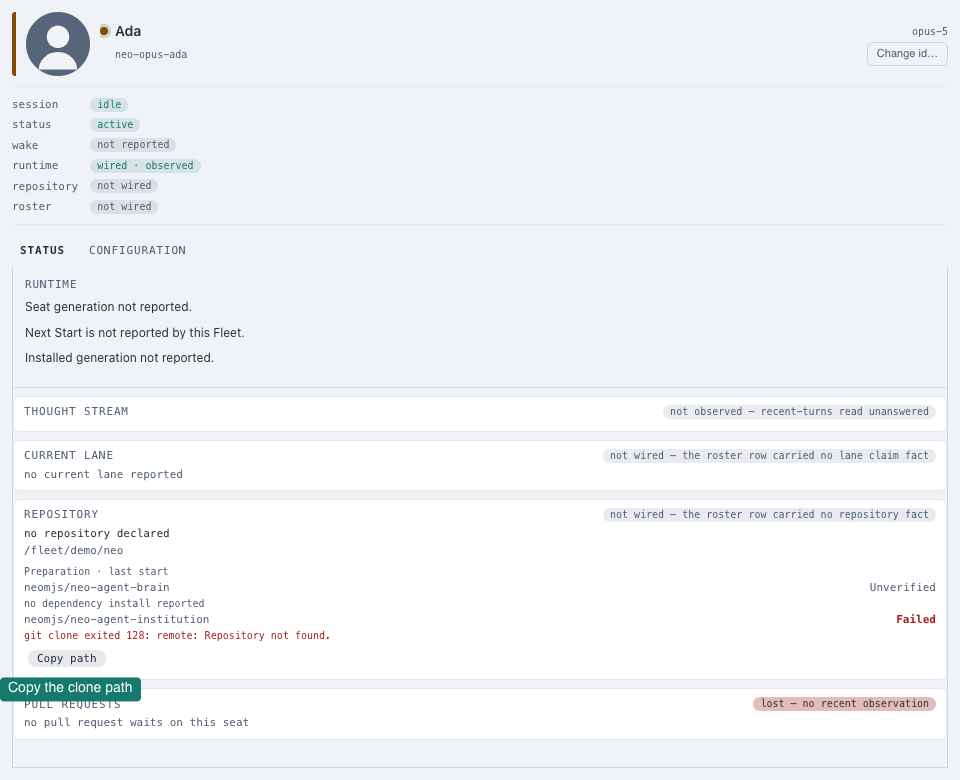 Ada
neo-opus-ada
opus-5
Change id…
session idle
status active
wake not reported
runtime wired · observed
repository not wired
roster not wired
STATUS CONFIGURATION
RUNTIME
Seat generation not reported.
Next Start is not reported by this Fleet.
Installed generation not reported.
THOUGHT STREAM not observed — recent-turns read unanswered
CURRENT LANE not wired — the roster row carried no lane claim fact
no current lane reported
REPOSITORY not wired — the roster row carried no repository fact
no repository declared
/fleet/demo/neo
Preparation · last start
neomjs/neo-agent-brain Unverified
no dependency install reported
neomjs/neo-agent-institution Failed
git clone exited 128: remote: Repository not found.
Copy path
Copy the clone path
PULL REQUESTS lost — no recent observation
no pull request waits on this seat